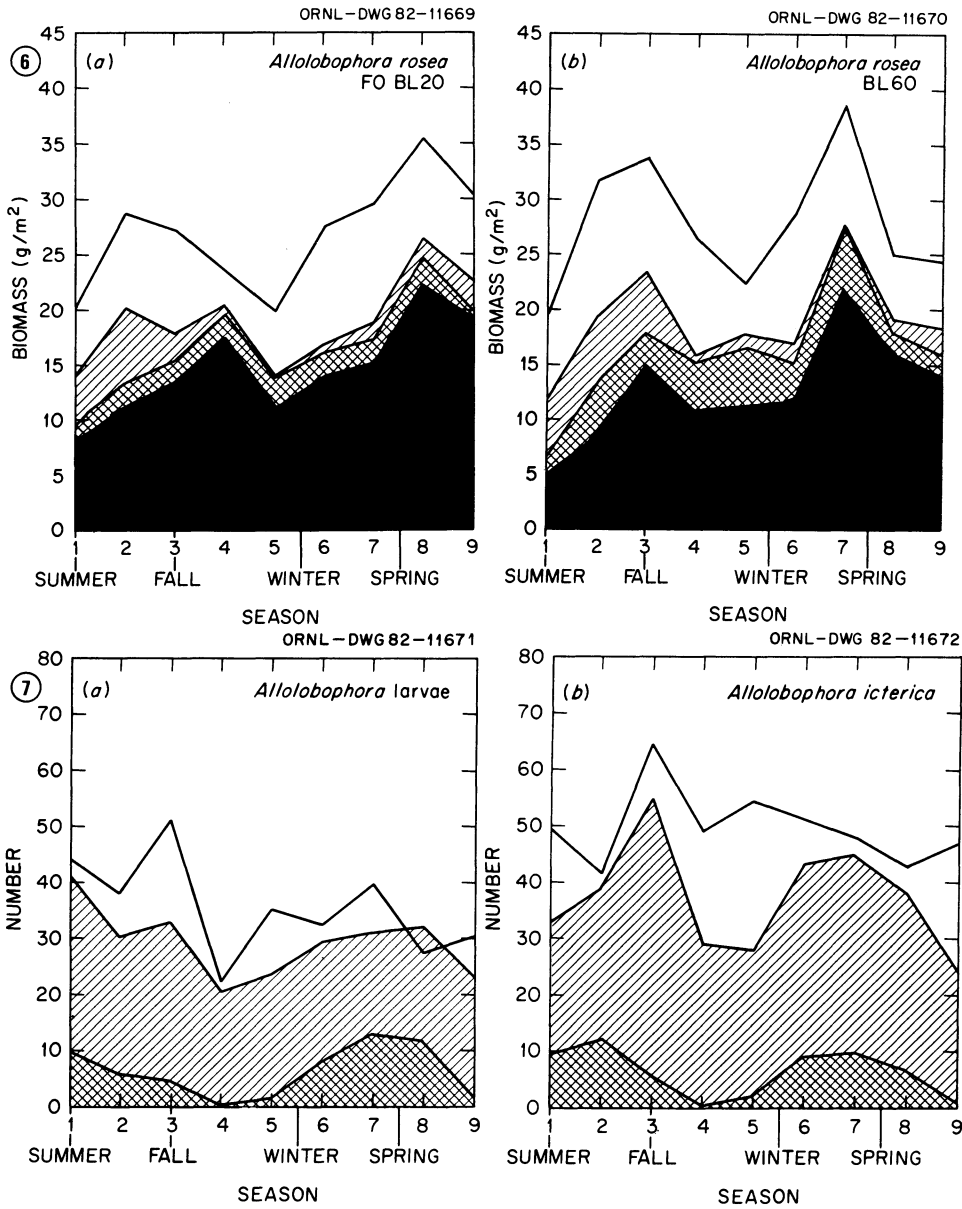 ORNL-DWG 82-11669
6
(a)
Allolobophora rosea
FO BL20
BIOMASS (g/m²)
45
40
35
30
25
20
15
10
5
0
1 2 3 4 5 6 7 8 9
SUMMER FALL WINTER SPRING
SEASON
ORNL-DWG 82-11670
(b)
Allolobophora rosea
BL60
BIOMASS (g/m²)
45
40
35
30
25
20
15
10
5
0
1 2 3 4 5 6 7 8 9
SUMMER FALL WINTER SPRING
SEASON
ORNL-DWG 82-11671
7
(a)
Allolobophora larvae
NUMBER
80
70
60
50
40
30
20
10
0
1 2 3 4 5 6 7 8 9
SUMMER FALL WINTER SPRING
SEASON
ORNL-DWG 82-11672
(b)
Allolobophora icterica
NUMBER
80
70
60
50
40
30
20
10
0
1 2 3 4 5 6 7 8 9
SUMMER FALL WINTER SPRING
SEASON